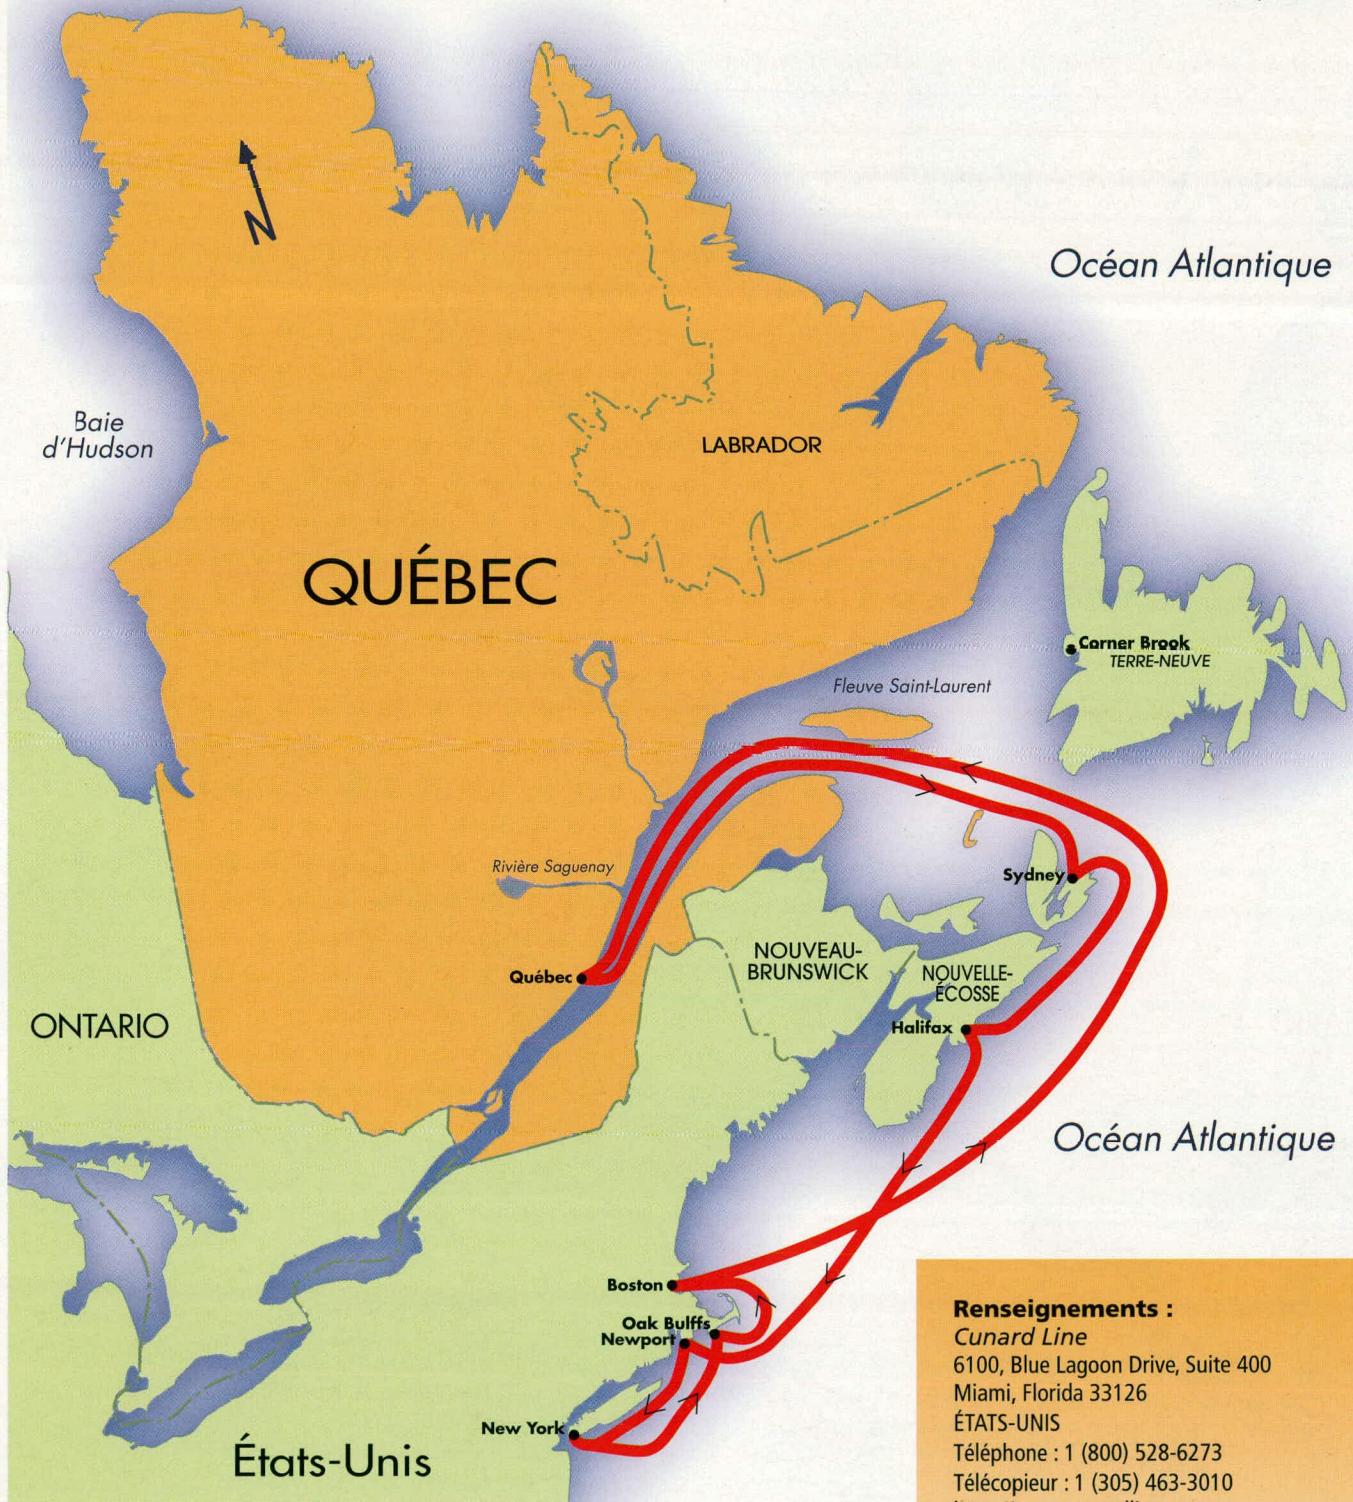 N
Océan Atlantique
Baie
d'Hudson
LABRADOR
QUÉBEC
Corner Brook
TERRE-NEUVE
Fleuve Saint-Laurent
Rivière Saguenay
Sydney
Québec
NOUVEAU-
BRUNSWICK
NOUVELLE-
ÉCOSSE
Halifax
ONTARIO
Océan Atlantique
Boston
Oak Bulffs
Newport
New York
États-Unis
Renseignements :
Cunard Line
6100, Blue Lagoon Drive, Suite 400
Miami, Florida 33126
ÉTATS-UNIS
Téléphone : 1 (800) 528-6273
Télécopieur : 1 (305) 463-3010